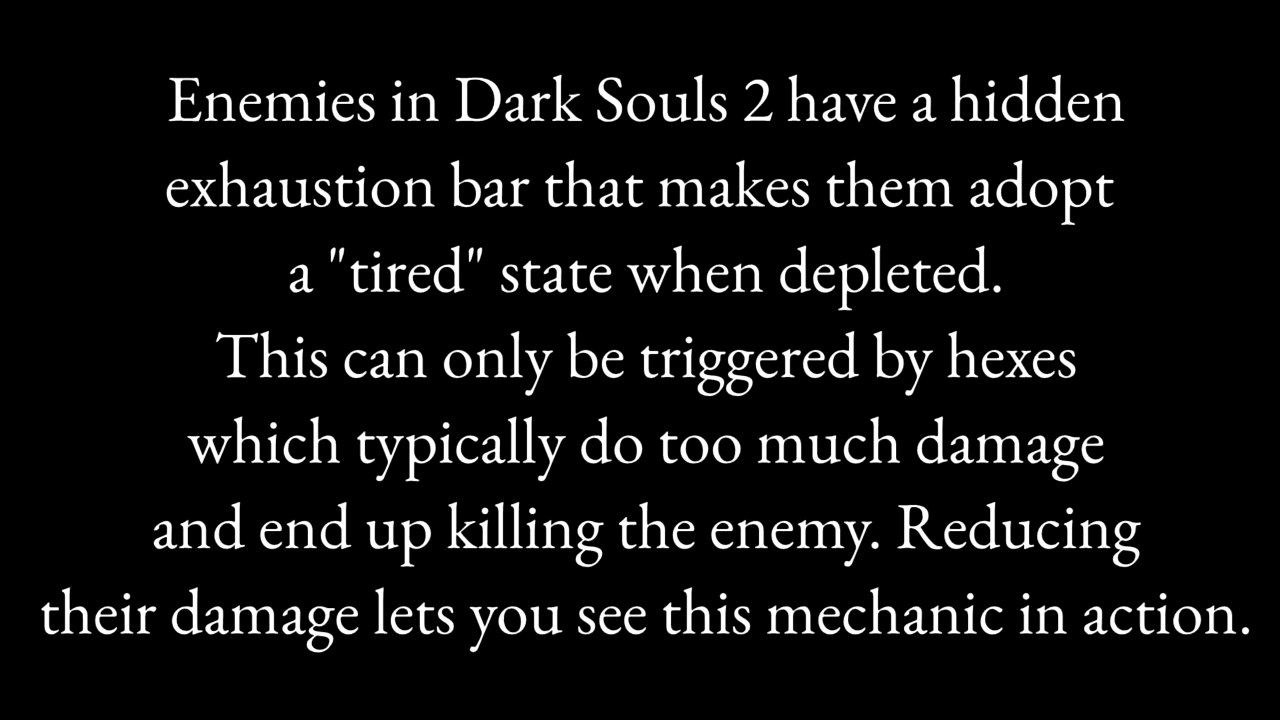 Enemies in Dark Souls 2 have a hidden
exhaustion bar that makes them adopt
a "tired" state when depleted.
This can only be triggered by hexes
which typically do too much damage
and end up killing the enemy. Reducing
their damage lets you see this mechanic in action.